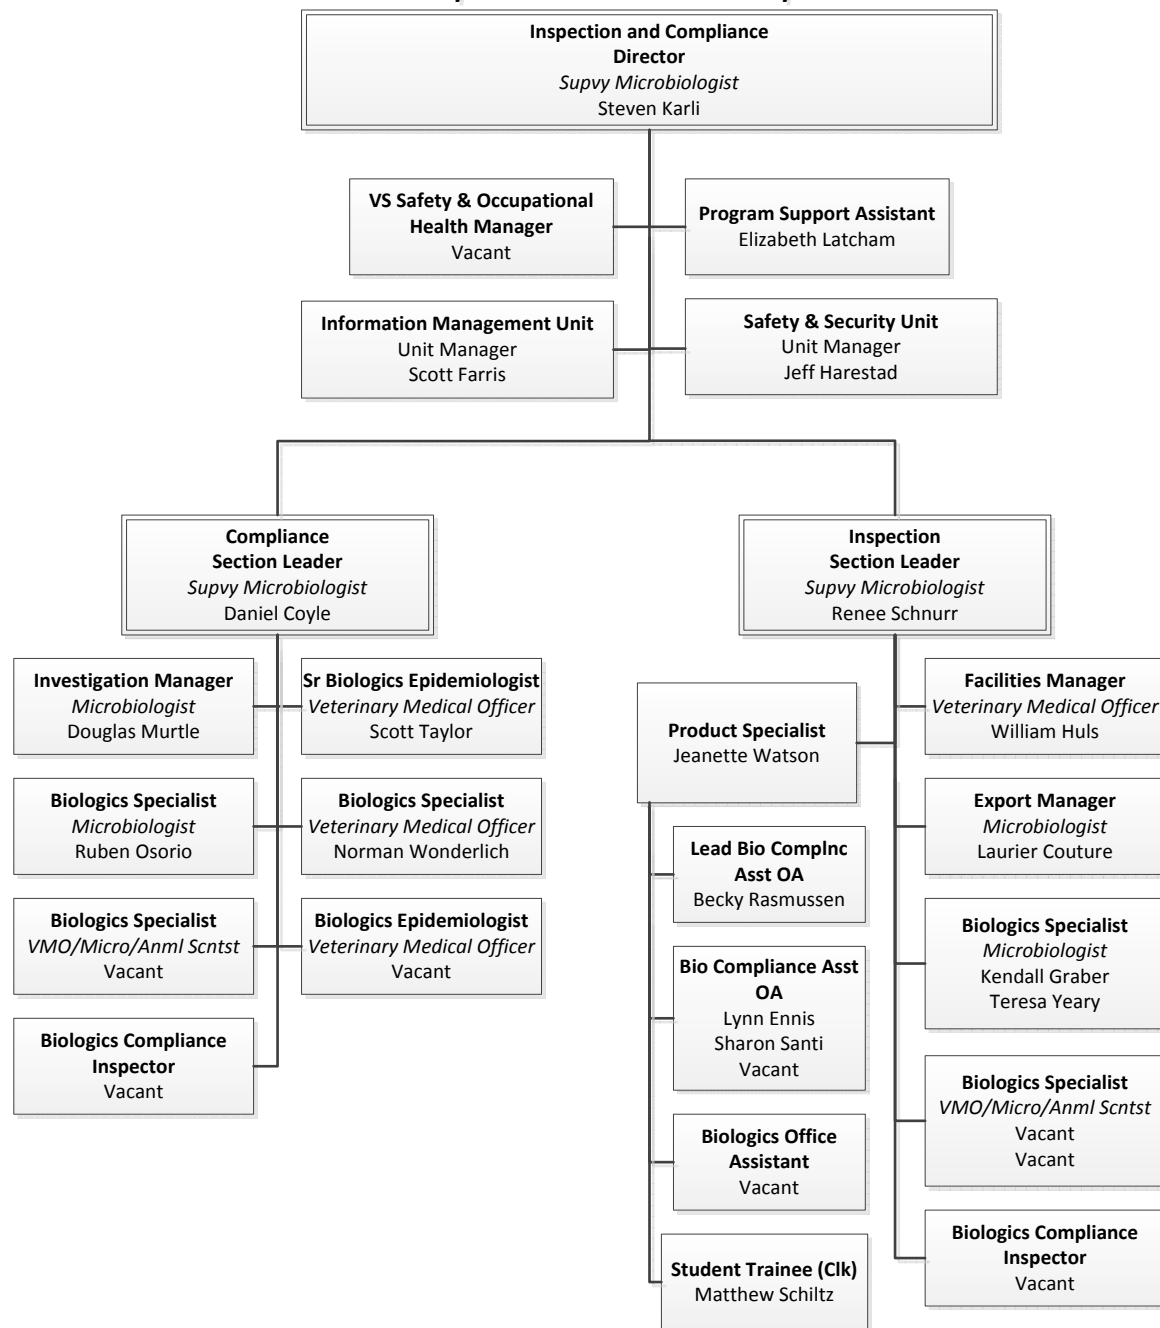 Inspection and Compliance
Director
Supvy Microbiologist
Steven Karli
VS Safety & Occupational
Health Manager
Vacant
Program Support Assistant
Elizabeth Latcham
Information Management Unit
Unit Manager
Scott Farris
Safety & Security Unit
Unit Manager
Jeff Harestad
Compliance
Section Leader
Supvy Microbiologist
Daniel Coyle
Inspection
Section Leader
Supvy Microbiologist
Renee Schnurr
Investigation Manager
Microbiologist
Douglas Murtle
Sr Biologics Epidemiologist
Veterinary Medical Officer
Scott Taylor
Biologics Specialist
Microbiologist
Ruben Osorio
Biologics Specialist
Veterinary Medical Officer
Norman Wonderlich
Biologics Specialist
VMO/Micro/Anml Scntst
Vacant
Biologics Epidemiologist
Veterinary Medical Officer
Vacant
Biologics Compliance
Inspector
Vacant
Product Specialist
Jeanette Watson
Lead Bio Complnc
Asst OA
Becky Rasmussen
Bio Compliance Asst
OA
Lynn Ennis
Sharon Santi
Vacant
Biologics Office
Assistant
Vacant
Student Trainee (Clk)
Matthew Schiltz
Facilities Manager
Veterinary Medical Officer
William Huls
Export Manager
Microbiologist
Laurier Couture
Biologics Specialist
Microbiologist
Kendall Graber
Teresa Yeary
Biologics Specialist
VMO/Micro/Anml Scntst
Vacant
Vacant
Biologics Compliance
Inspector
Vacant